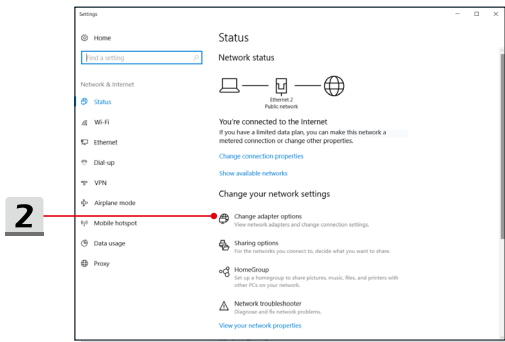 Settings
Home
Find a setting
Network & Internet
Status
Wi-Fi
Ethernet
Dial-up
VPN
Airplane mode
Mobile hotspot
Data usage
Proxy
2
Status
Network status
Ethernet 2
Public network
You're connected to the Internet
If you have a limited data plan, you can make this network a
metered connection or change other properties.
Change connection properties
Show available networks
Change your network settings
Change adapter options
View network adapters and change connection settings.
Sharing options
For the networks you connect to, decide what you want to share.
HomeGroup
Set up a homegroup to share pictures, music, files, and printers with
other PCs on your network.
Network troubleshooter
Diagnose and fix network problems.
View your network properties